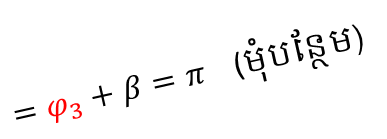 = φ₃ + β = π (មុំបន្ថែម)